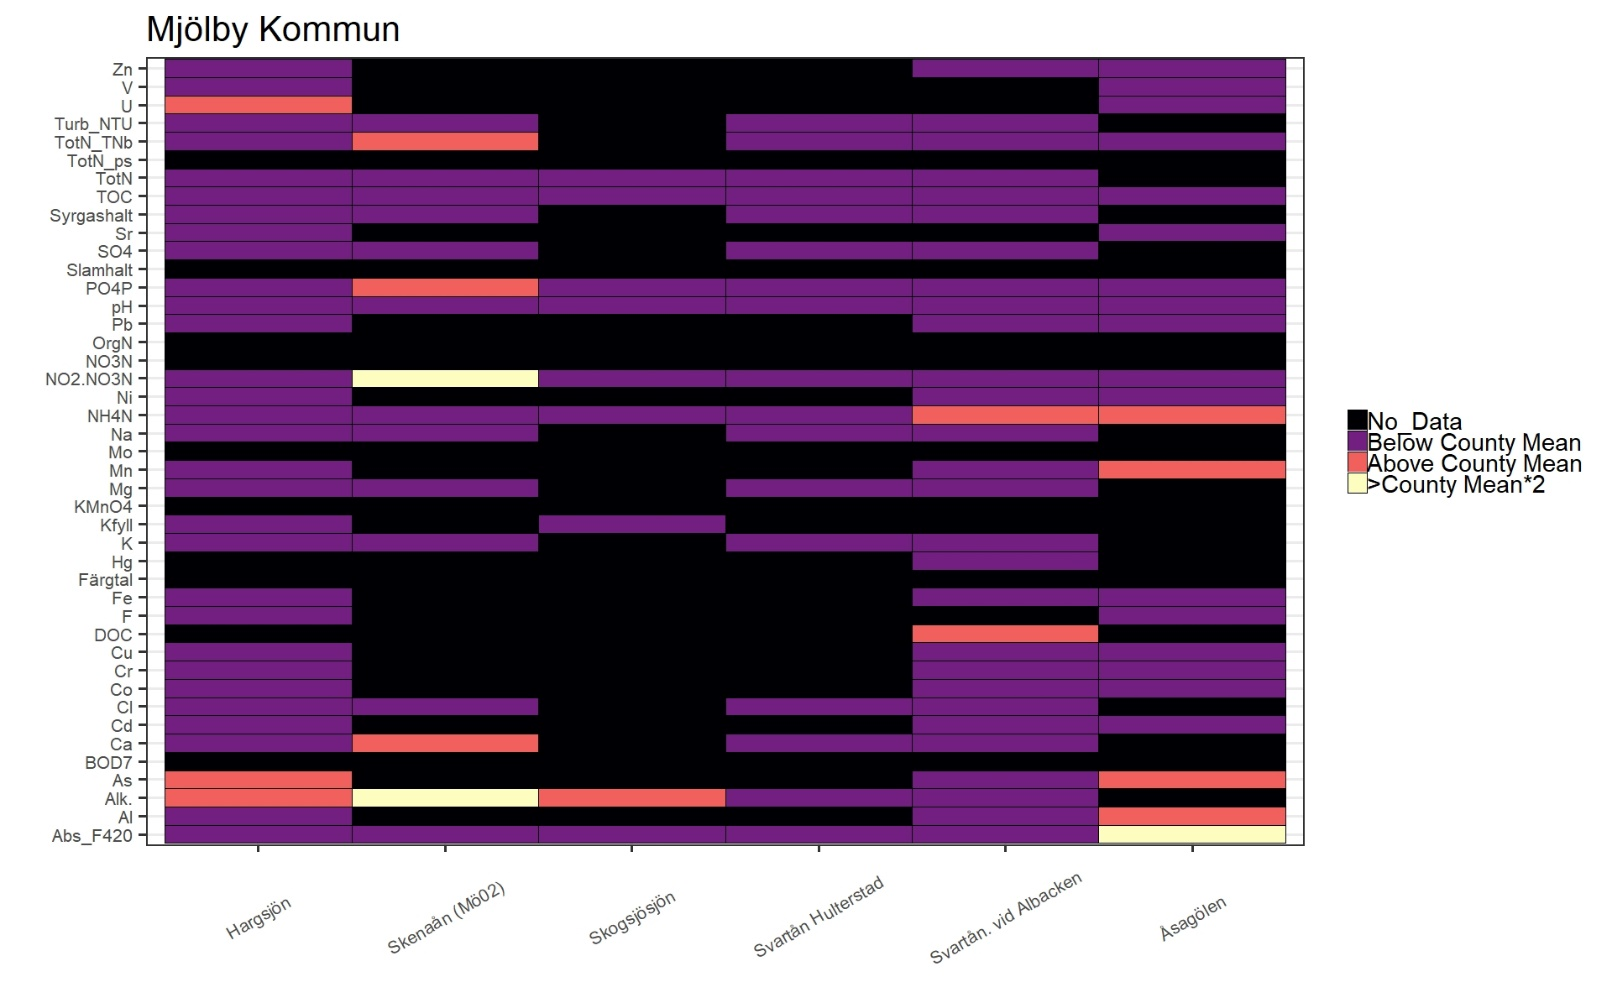 Mjölby Kommun
Zn
V
U
Turb_NTU
TotN_TNb
TotN_ps
TotN
TOC
Syrgashalt
Sr
SO4
Slamhalt
PO4P
pH
Pb
OrgN
NO3N
NO2.NO3N
Ni
NH4N
Na
Mo
Mn
Mg
KMnO4
Kfyll
K
Hg
Färgtal
Fe
F
DOC
Cu
Cr
Co
Cl
Cd
Ca
BOD7
As
Alk.
Al
Abs_F420
Hargsjön
Skenaån (Mö02)
Skogsjösjön
Svartån Hulterstad
Svartån. vid Albacken
Åsagölen
No_Data
Below County Mean
Above County Mean
>County Mean*2